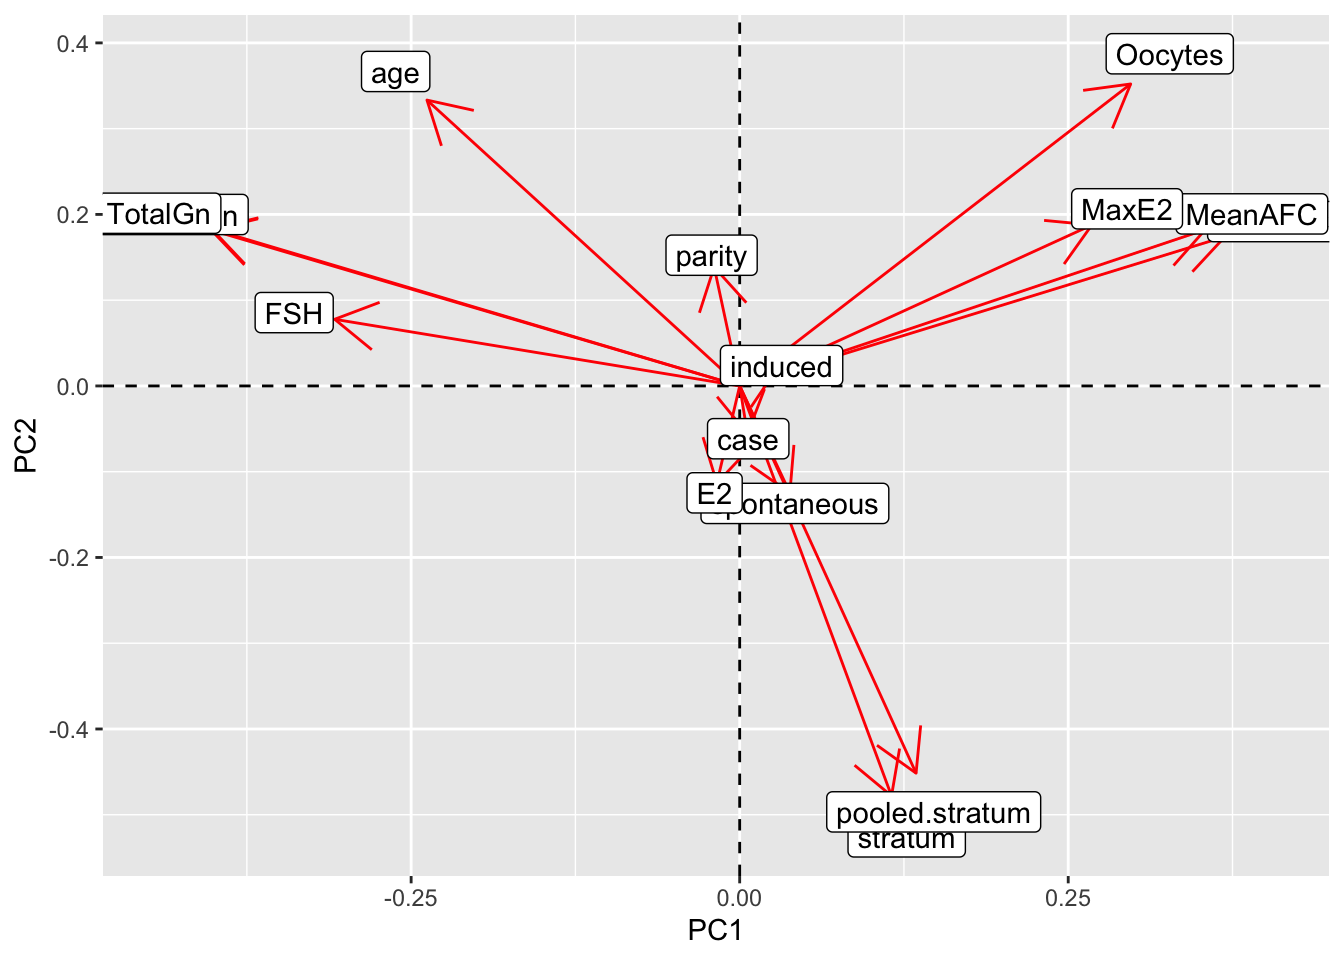 0.4
Oocytes
age
0.2
TotalGn
n
MaxE2
MeanAFC
parity
FSH
induced
0.0
case
PC2
E2
ontaneous
-0.2
-0.4
pooled.stratum
stratum
-0.25
0.00
0.25
PC1